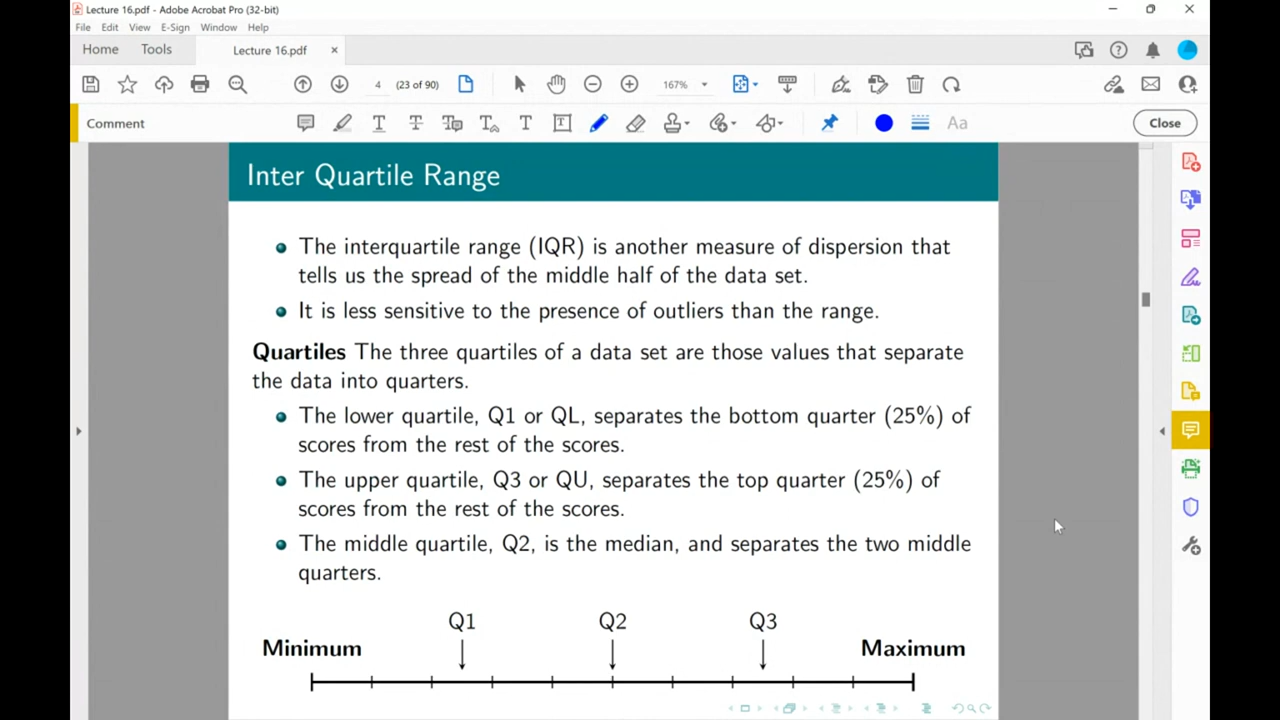 Lecture 16.pdf - Adobe Acrobat Pro (32-bit)
File Edit View E-Sign Window Help
Home Tools Lecture 16.pdf ×
4 (23 of 90) 167%
Comment Aa Close
Inter Quartile Range
The interquartile range (IQR) is another measure of dispersion that
tells us the spread of the middle half of the data set.
It is less sensitive to the presence of outliers than the range.
Quartiles The three quartiles of a data set are those values that separate
the data into quarters.
The lower quartile, Q1 or QL, separates the bottom quarter (25%) of
scores from the rest of the scores.
The upper quartile, Q3 or QU, separates the top quarter (25%) of
scores from the rest of the scores.
The middle quartile, Q2, is the median, and separates the two middle
quarters.
Q1 Q2 Q3
Minimum Maximum